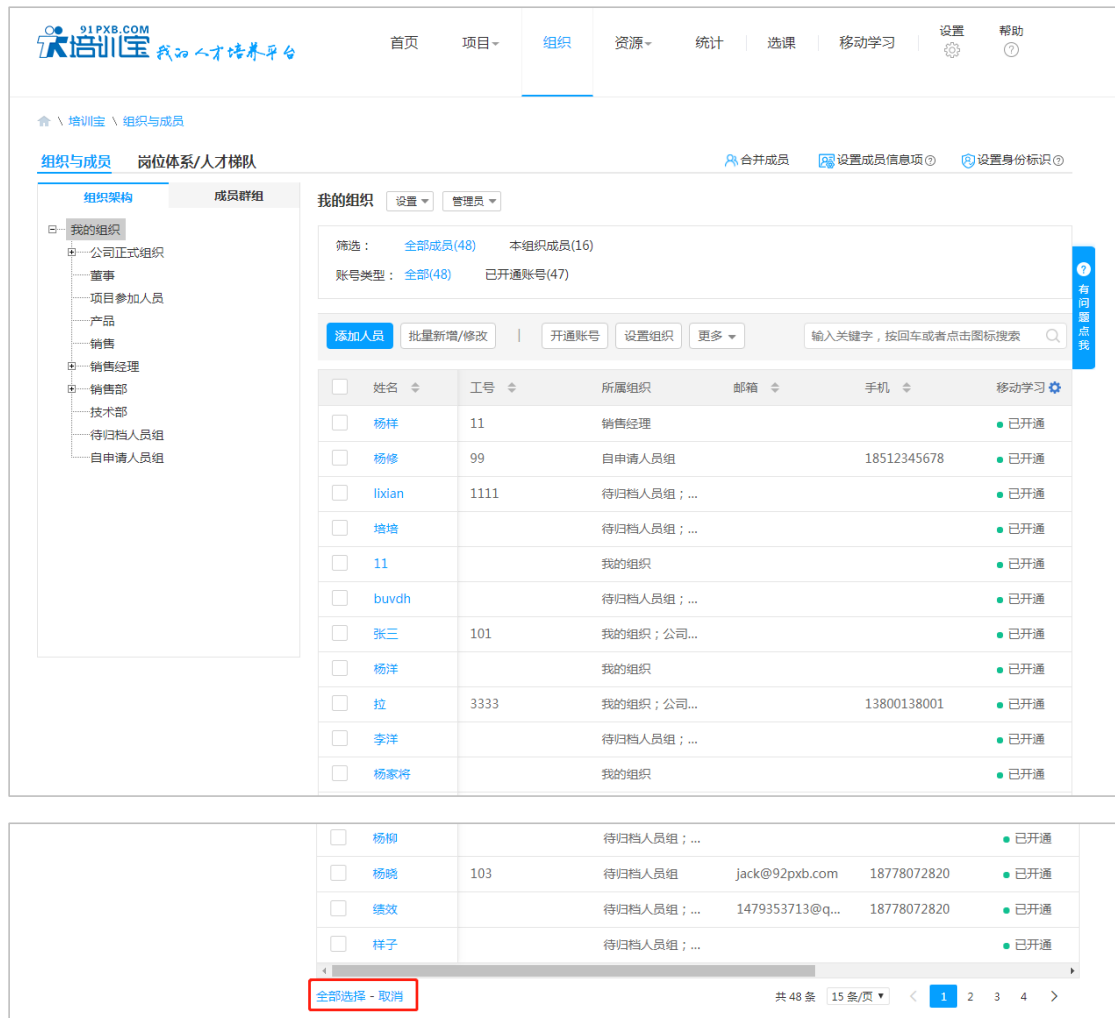 91PXB.COM
培训宝 我的人才培养平台
首页 项目 组织 资源 统计 选课 移动学习 设置 帮助
\ 培训宝 \ 组织与成员
组织与成员 岗位体系/人才梯队 合并成员 设置成员信息项 设置身份标识
组织架构 成员群组
我的组织 设置 管理员
我的组织
公司正式组织
董事
项目参加人员
产品
销售
销售经理
销售部
技术部
待归档人员组
自申请人员组
筛选： 全部成员(48) 本组织成员(16)
账号类型： 全部(48) 已开通账号(47)
有问题点我
添加人员 批量新增/修改 | 开通账号 设置组织 更多 输入关键字，按回车或者点击图标搜索
姓名 工号 所属组织 邮箱 手机 移动学习
杨样 11 销售经理 已开通
杨修 99 自申请人员组 18512345678 已开通
lixian 1111 待归档人员组；... 已开通
培培 待归档人员组；... 已开通
11 我的组织 已开通
buvdh 待归档人员组；... 已开通
张三 101 我的组织；公司... 已开通
杨洋 我的组织 已开通
拉 3333 我的组织；公司... 13800138001 已开通
李洋 待归档人员组；... 已开通
杨家将 我的组织 已开通
杨柳 待归档人员组；... 已开通
杨晓 103 待归档人员组 jack@92pxb.com 18778072820 已开通
绩效 待归档人员组；... 1479353713@q... 18778072820 已开通
样子 待归档人员组；... 已开通
全部选择 - 取消 共 48 条 15 条/页 1 2 3 4